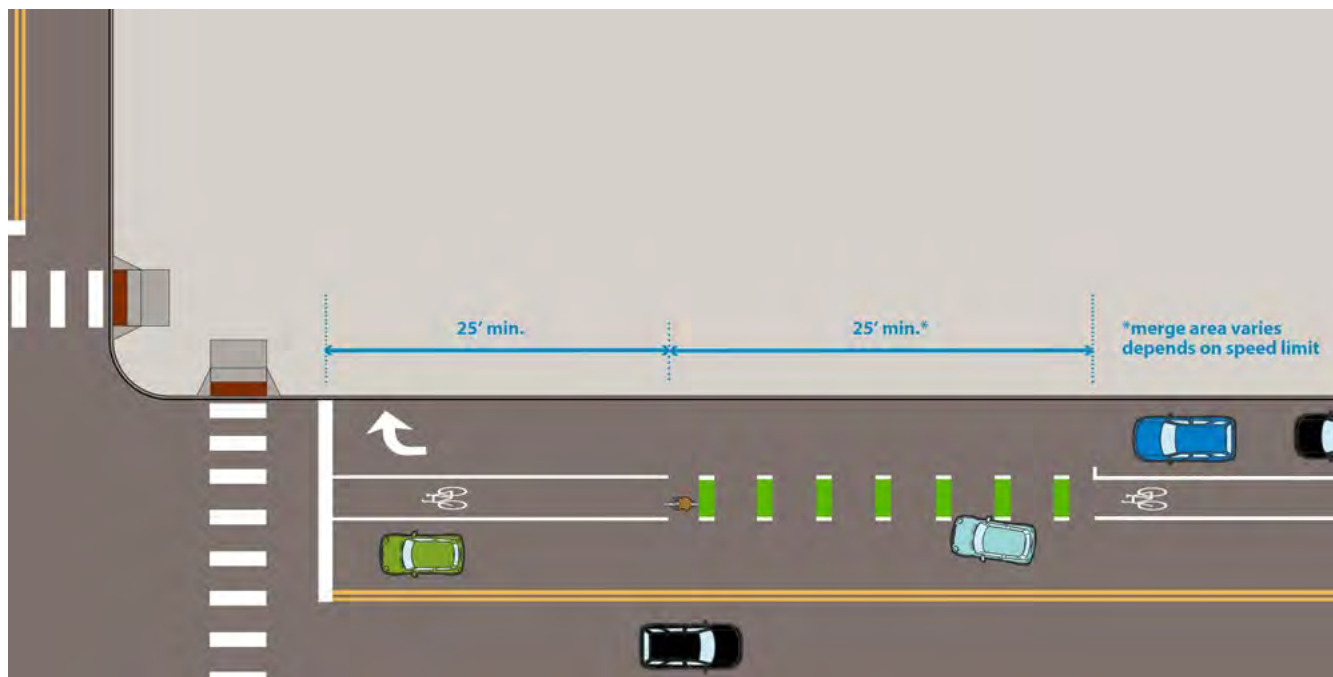 25′ min.
25′ min.*
*merge area varies
depends on speed limit